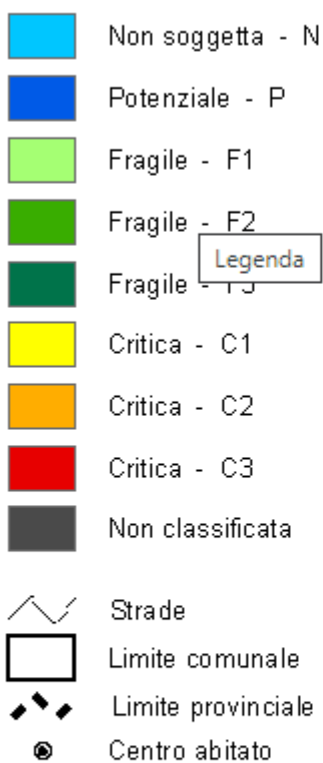 Non soggetta - N
Potenziale - P
Fragile - F1
Fragile - F2
Legenda
Fragile -
Critica - C1
Critica - C2
Critica - C3
Non classificata
Strade
Limite comunale
Limite provinciale
Centro abitato